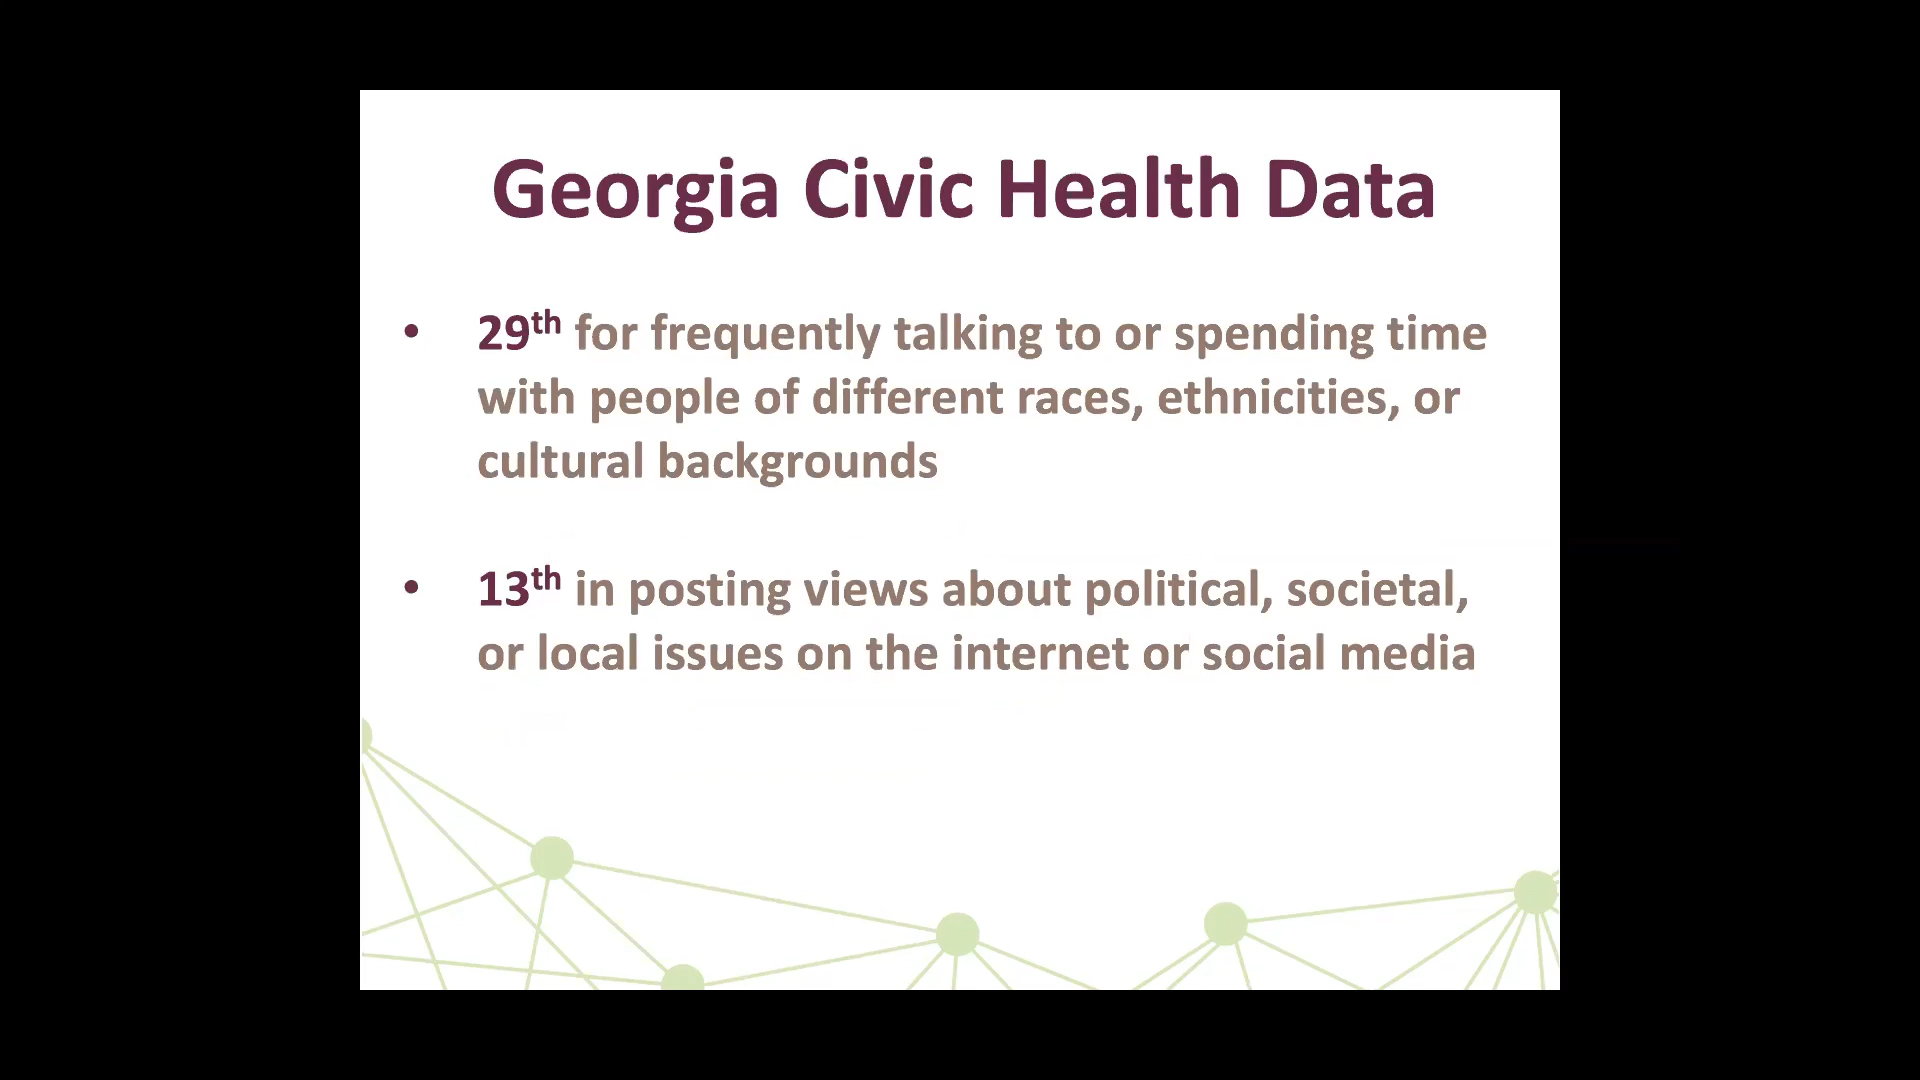 Georgia Civic Health Data
• 29th for frequently talking to or spending time
with people of different races, ethnicities, or
cultural backgrounds
• 13th in posting views about political, societal,
or local issues on the internet or social media